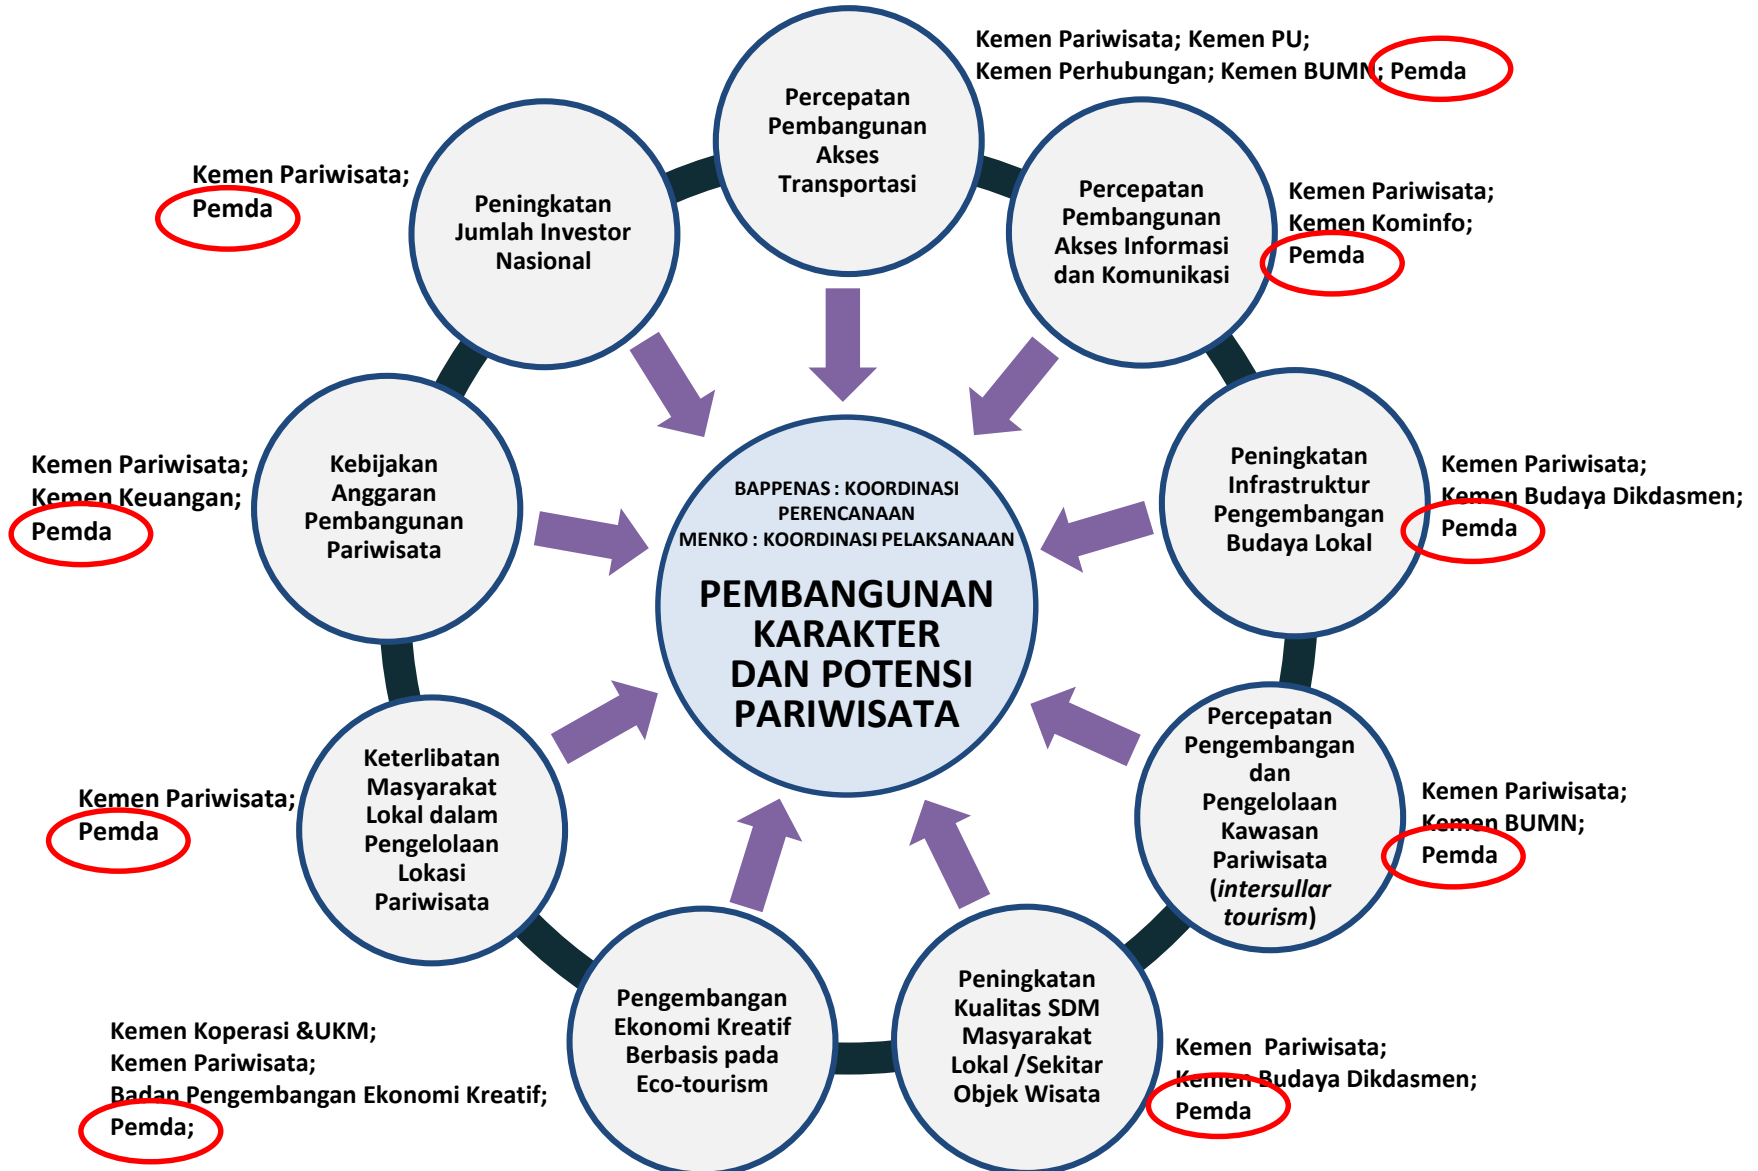 Kemen Pariwisata; Kemen PU;
Kemen Perhubungan; Kemen BUMN; Pemda
Percepatan
Pembangunan
Akses
Transportasi
Percepatan
Pembangunan
Akses Informasi
dan Komunikasi
Kemen Pariwisata;
Kemen Kominfo;
Pemda
Peningkatan
Infrastruktur
Pengembangan
Budaya Lokal
Kemen Pariwisata;
Kemen Budaya Dikdasmen;
Pemda
Percepatan
Pengembangan
dan
Pengelolaan
Kawasan
Pariwisata
(intersullar
tourism)
Kemen Pariwisata;
Kemen BUMN;
Pemda
Peningkatan
Kualitas SDM
Masyarakat
Lokal /Sekitar
Objek Wisata
Kemen  Pariwisata;
Kemen Budaya Dikdasmen;
Pemda
Pengembangan
Ekonomi Kreatif
Berbasis pada
Eco-tourism
Kemen Koperasi &UKM;
Kemen Pariwisata;
Badan Pengembangan Ekonomi Kreatif;
Pemda;
Keterlibatan
Masyarakat
Lokal dalam
Pengelolaan
Lokasi
Pariwisata
Kemen Pariwisata;
Pemda
Kebijakan
Anggaran
Pembangunan
Pariwisata
Kemen Pariwisata;
Kemen Keuangan;
Pemda
Peningkatan
Jumlah Investor
Nasional
Kemen Pariwisata;
Pemda
BAPPENAS : KOORDINASI
PERENCANAAN
MENKO : KOORDINASI PELAKSANAAN
PEMBANGUNAN
KARAKTER
DAN POTENSI
PARIWISATA